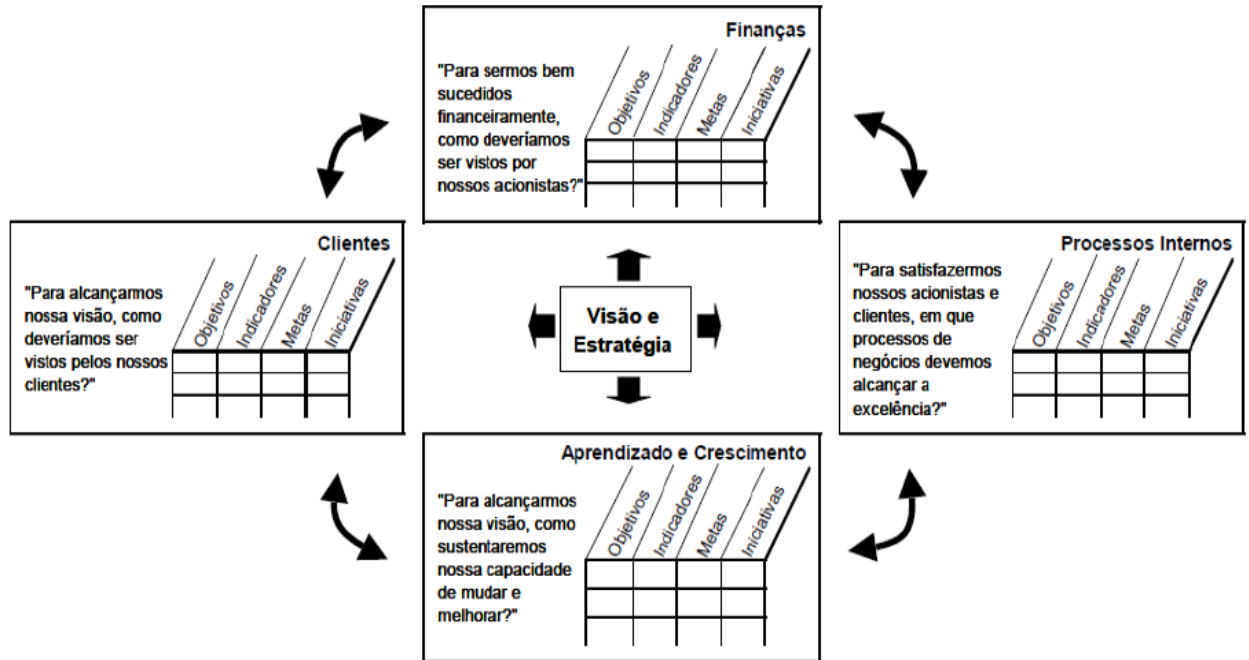 Finanças
"Para sermos bem
sucedidos
financeiramente,
como deveríamos
ser vistos por
nossos acionistas?"
Objetivos
Indicadores
Metas
Iniciativas
Clientes
"Para alcançarmos
nossa visão, como
deveríamos ser
vistos pelos nossos
clientes?"
Objetivos
Indicadores
Metas
Iniciativas
Visão e
Estratégia
Processos Internos
"Para satisfazermos
nossos acionistas e
clientes, em que
processos de
negócios devemos
alcançar a
excelência?"
Objetivos
Indicadores
Metas
Iniciativas
Aprendizado e Crescimento
"Para alcançarmos
nossa visão, como
sustentaremos
nossa capacidade
de mudar e
melhorar?"
Objetivos
Indicadores
Metas
Iniciativas